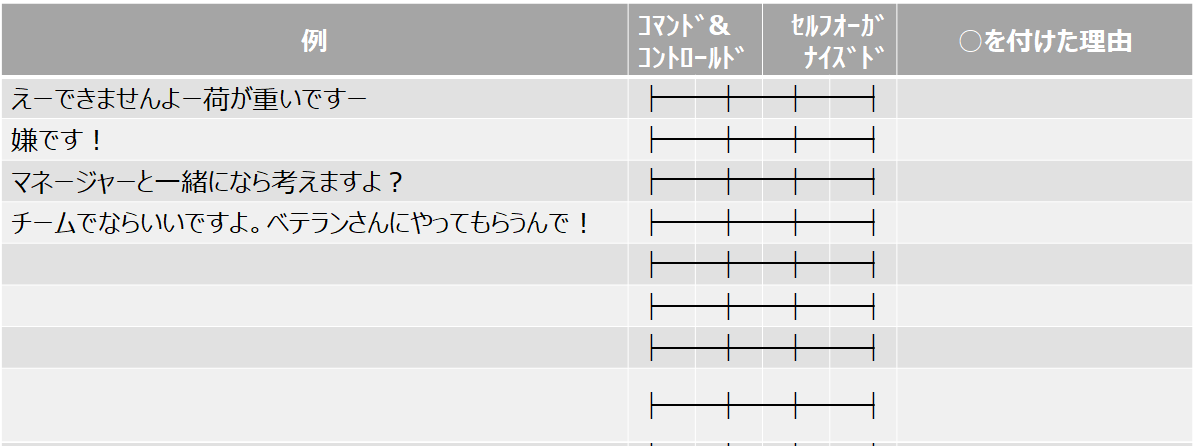 例
ｺﾏﾝﾄﾞ&
ｺﾝﾄﾛｰﾙﾄﾞ
ｾﾙﾌｵｰｶﾞ
ﾅｲｽﾞﾄﾞ
○を付けた理由
えーできませんよー荷が重いですー
嫌です！
マネージャーと一緒になら考えますよ？
チームでならいいですよ。ベテランさんにやってもらうんで！